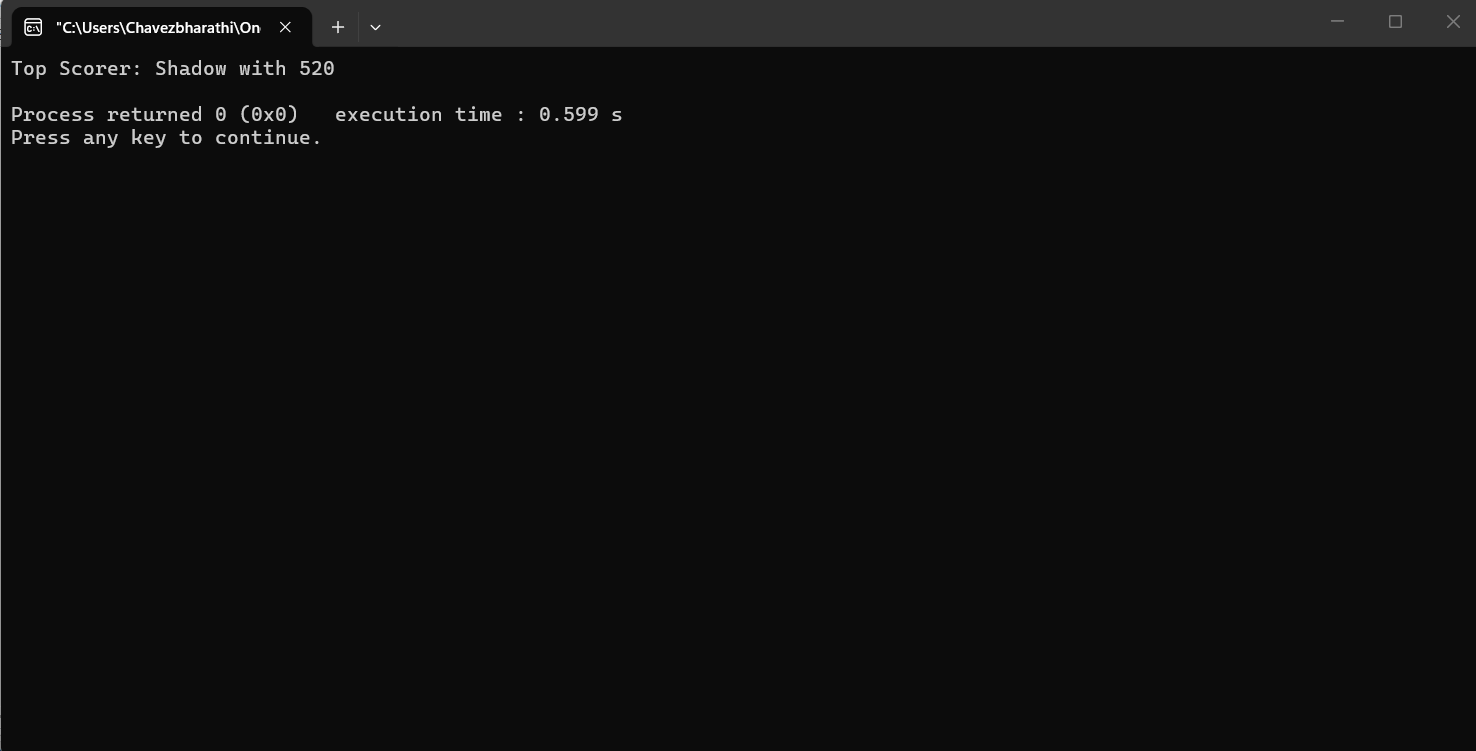 "C:\Users\Chavezbharathi\On
Top Scorer: Shadow with 520
Process returned 0 (0x0)   execution time : 0.599 s
Press any key to continue.